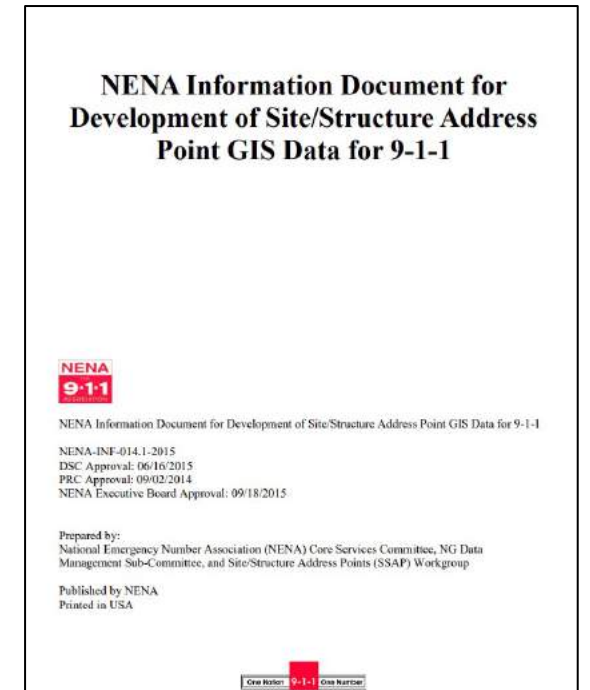 NENA Information Document for
Development of Site/Structure Address
Point GIS Data for 9-1-1
NENA
9-1-1
ASSOCIATION
NENA Information Document for Development of Site/Structure Address Point GIS Data for 9-1-1
NENA-INF-014.1-2015
DSC Approval: 06/16/2015
PRC Approval: 09/02/2014
NENA Executive Board Approval: 09/18/2015
Prepared by:
National Emergency Number Association (NENA) Core Services Committee, NG Data
Management Sub-Committee, and Site/Structure Address Points (SSAP) Workgroup
Published by NENA
Printed in USA
One Nation 9-1-1 One Number